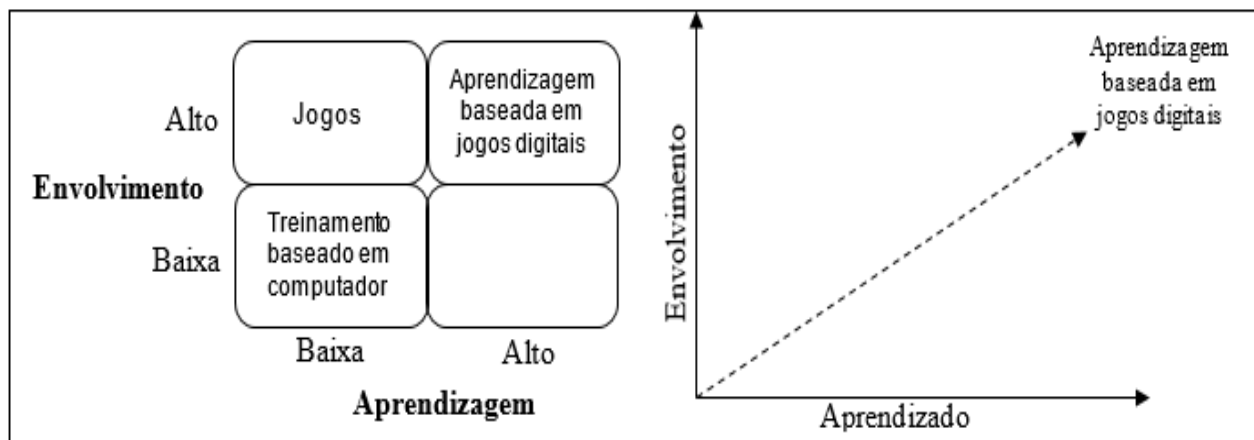 Alto
Envolvimento
Baixa
Jogos
Aprendizagem
baseada em
jogos digitais
Treinamento
baseado em
computador
Baixa
Alto
Aprendizagem
Envolvimento
Aprendizagem
baseada em
jogos digitais
Aprendizado